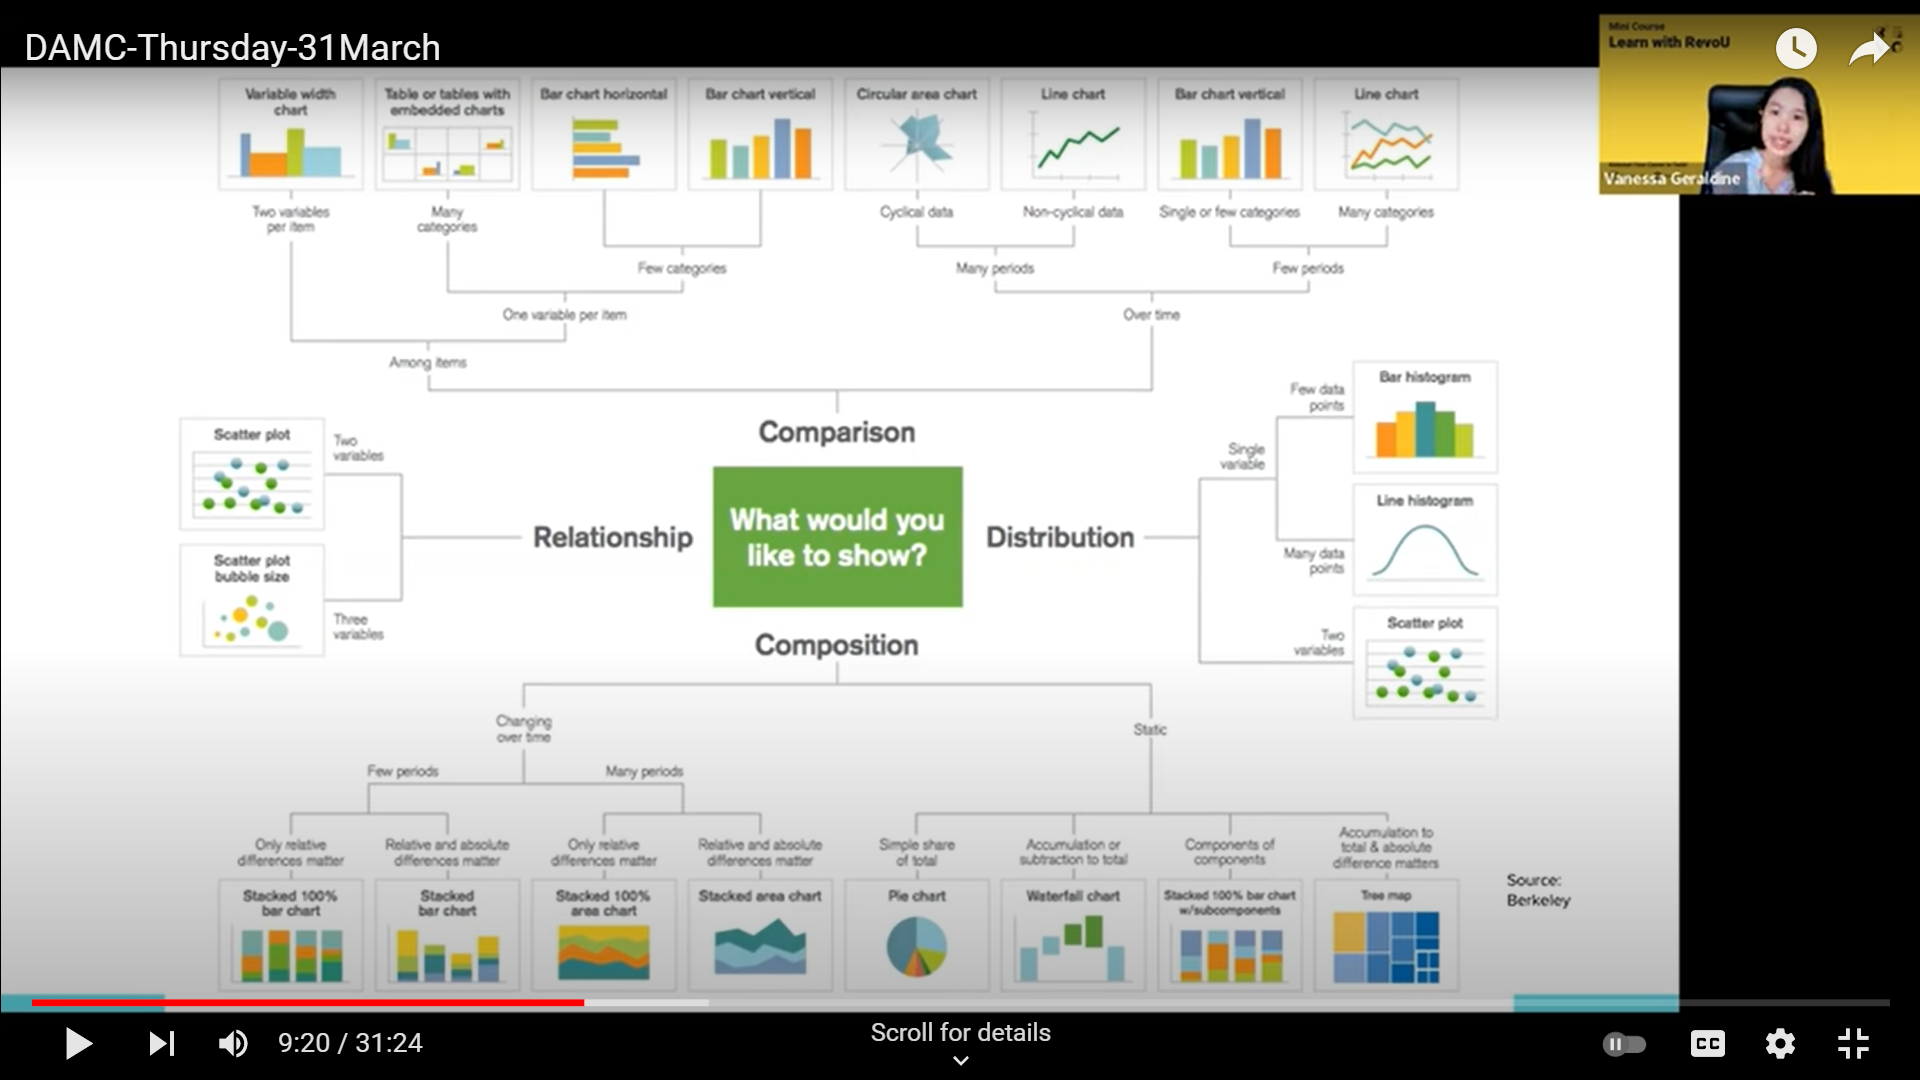 DAMC-Thursday-31March
Mini Course
Learn with RevoU
Vanessa Geraldine
Variable width
chart
Table or tables with
embedded charts
Bar chart horizontal
Bar chart vertical
Circular area chart
Line chart
Bar chart vertical
Line chart
Two variables
per item
Many
categories
Cyclical data
Non-cyclical data
Single or few categories
Many categories
Few categories
Many periods
Few periods
One variable per item
Over time
Among items
Comparison
Scatter plot
Two
variables
Scatter plot
bubble size
Three
variables
Relationship
What would you
like to show?
Distribution
Single
variable
Few data
points
Bar histogram
Many data
points
Line histogram
Two
variables
Scatter plot
Composition
Changing
over time
Static
Few periods
Many periods
Only relative
differences matter
Relative and absolute
differences matter
Only relative
differences matter
Relative and absolute
differences matter
Simple share
of total
Accumulation or
subtraction to total
Components of
components
Accumulation to
total & absolute
difference matters
Stacked 100%
bar chart
Stacked
bar chart
Stacked 100%
area chart
Stacked area chart
Pie chart
Waterfall chart
Stacked 100% bar chart
w/subcomponents
Tree map
Source:
Berkeley
9:20 / 31:24
Scroll for details
CC